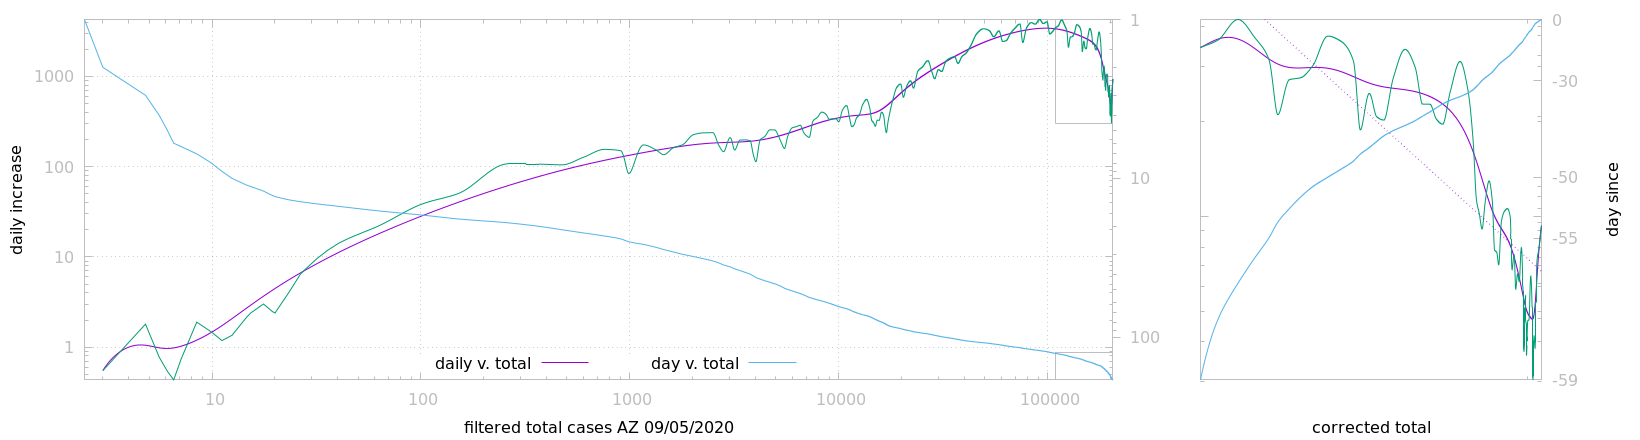 daily increase
1000
100
10
1
1
10
100
daily v. total
day v. total
10
100
1000
10000
100000
filtered total cases AZ 09/05/2020
0
-30
-50
-55
-59
day since
corrected total